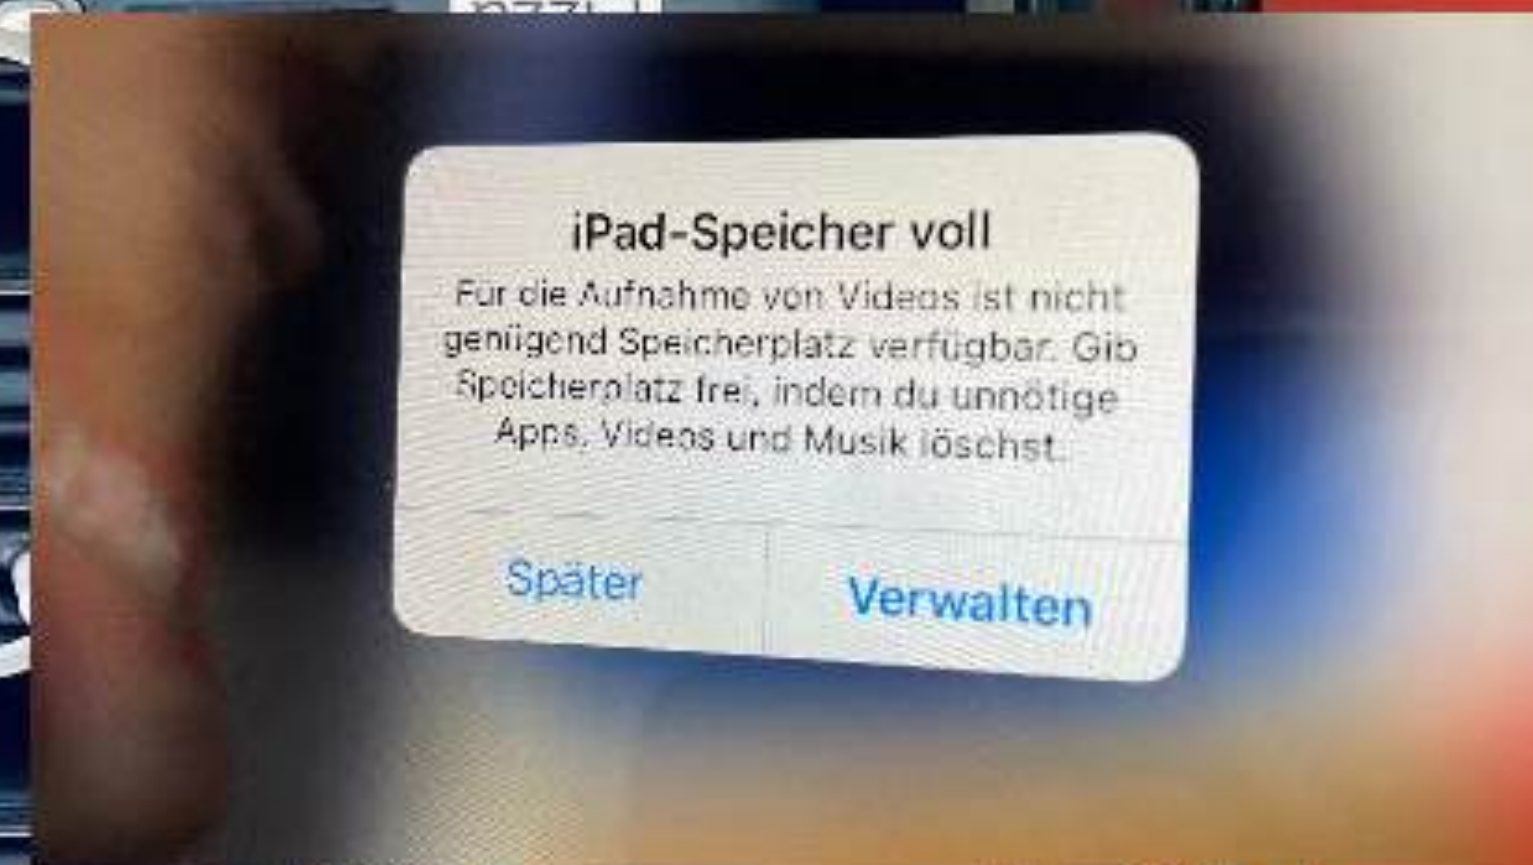 iPad-Speicher voll
Für die Aufnahme von Videos ist nicht
genügend Speicherplatz verfügbar. Gib
Speicherplatz frei, indem du unnötige
Apps, Videos und Musik löschst.
Später
Verwalten